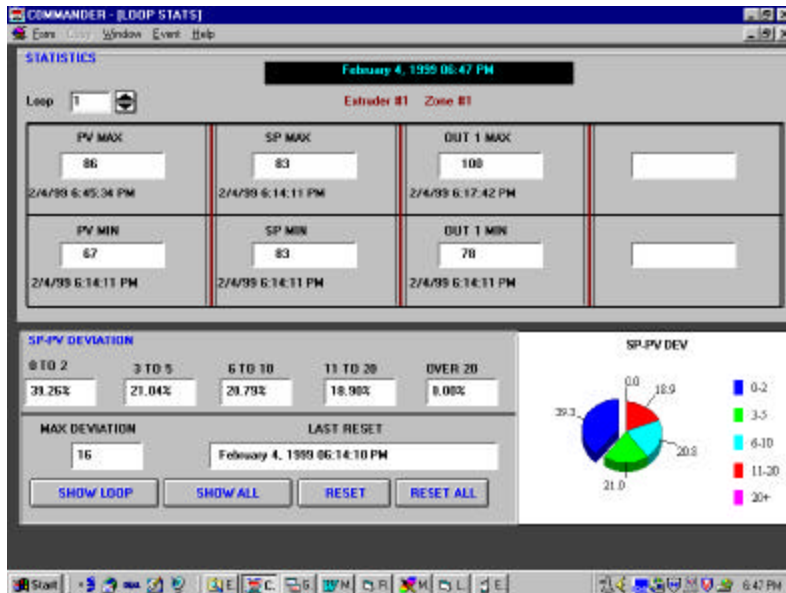 COMMANDER - [LOOP STATS]
Form Copy Window Event Help
STATISTICS
February 4, 1999 06:47 PM
Loop 1 Extruder #1 Zone #1
PV MAX SP MAX OUT 1 MAX
86 83 100
2/4/99 6:45:34 PM 2/4/99 6:14:11 PM 2/4/99 6:17:42 PM
PV MIN SP MIN OUT 1 MIN
67 83 78
2/4/99 6:14:11 PM 2/4/99 6:14:11 PM 2/4/99 6:14:11 PM
SP-PV DEVIATION
0 TO 2 3 TO 5 6 TO 10 11 TO 20 OVER 20
39.26% 21.04% 20.79% 18.90% 0.00%
MAX DEVIATION LAST RESET
16 February 4, 1999 06:14:10 PM
SHOW LOOP SHOW ALL RESET RESET ALL
SP-PV DEV
0.0
18.9
39.3
20.8
21.0
0-2
3-5
6-10
11-20
20+
Start E. C. G. M. R. M. L. E. 6:47 PM